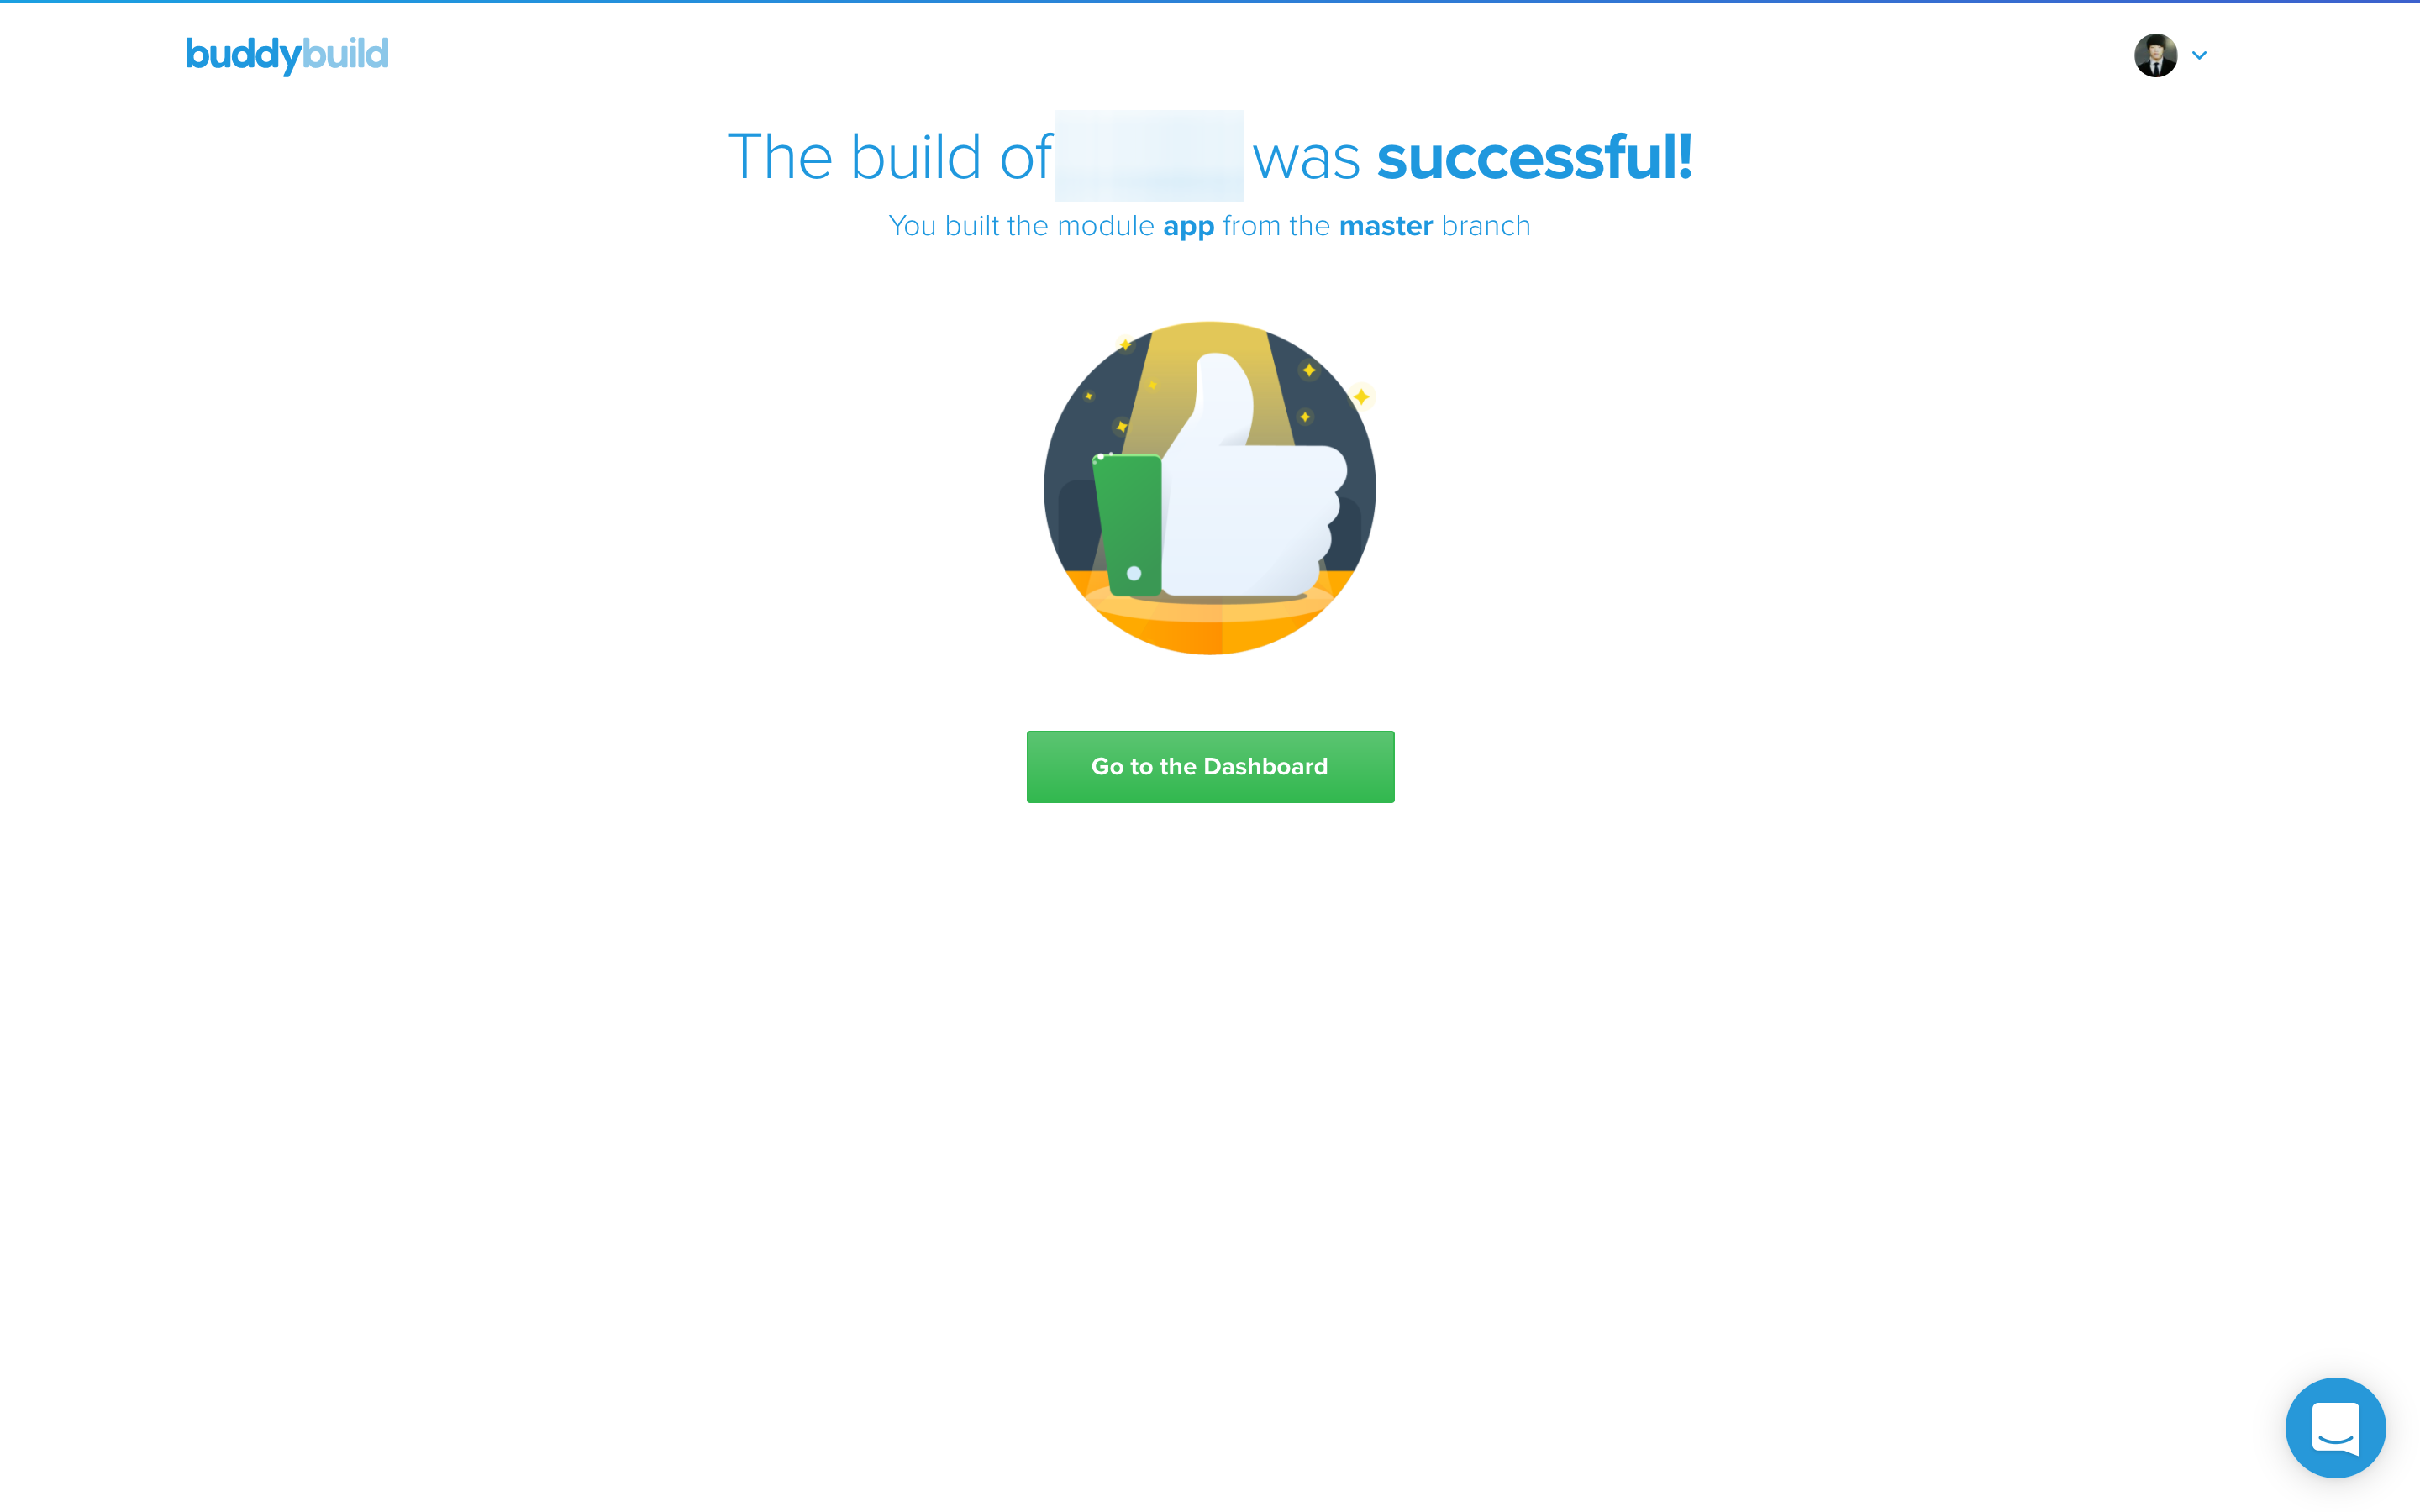 buddybuild
The build of was successful!
You built the module app from the master branch
Go to the Dashboard